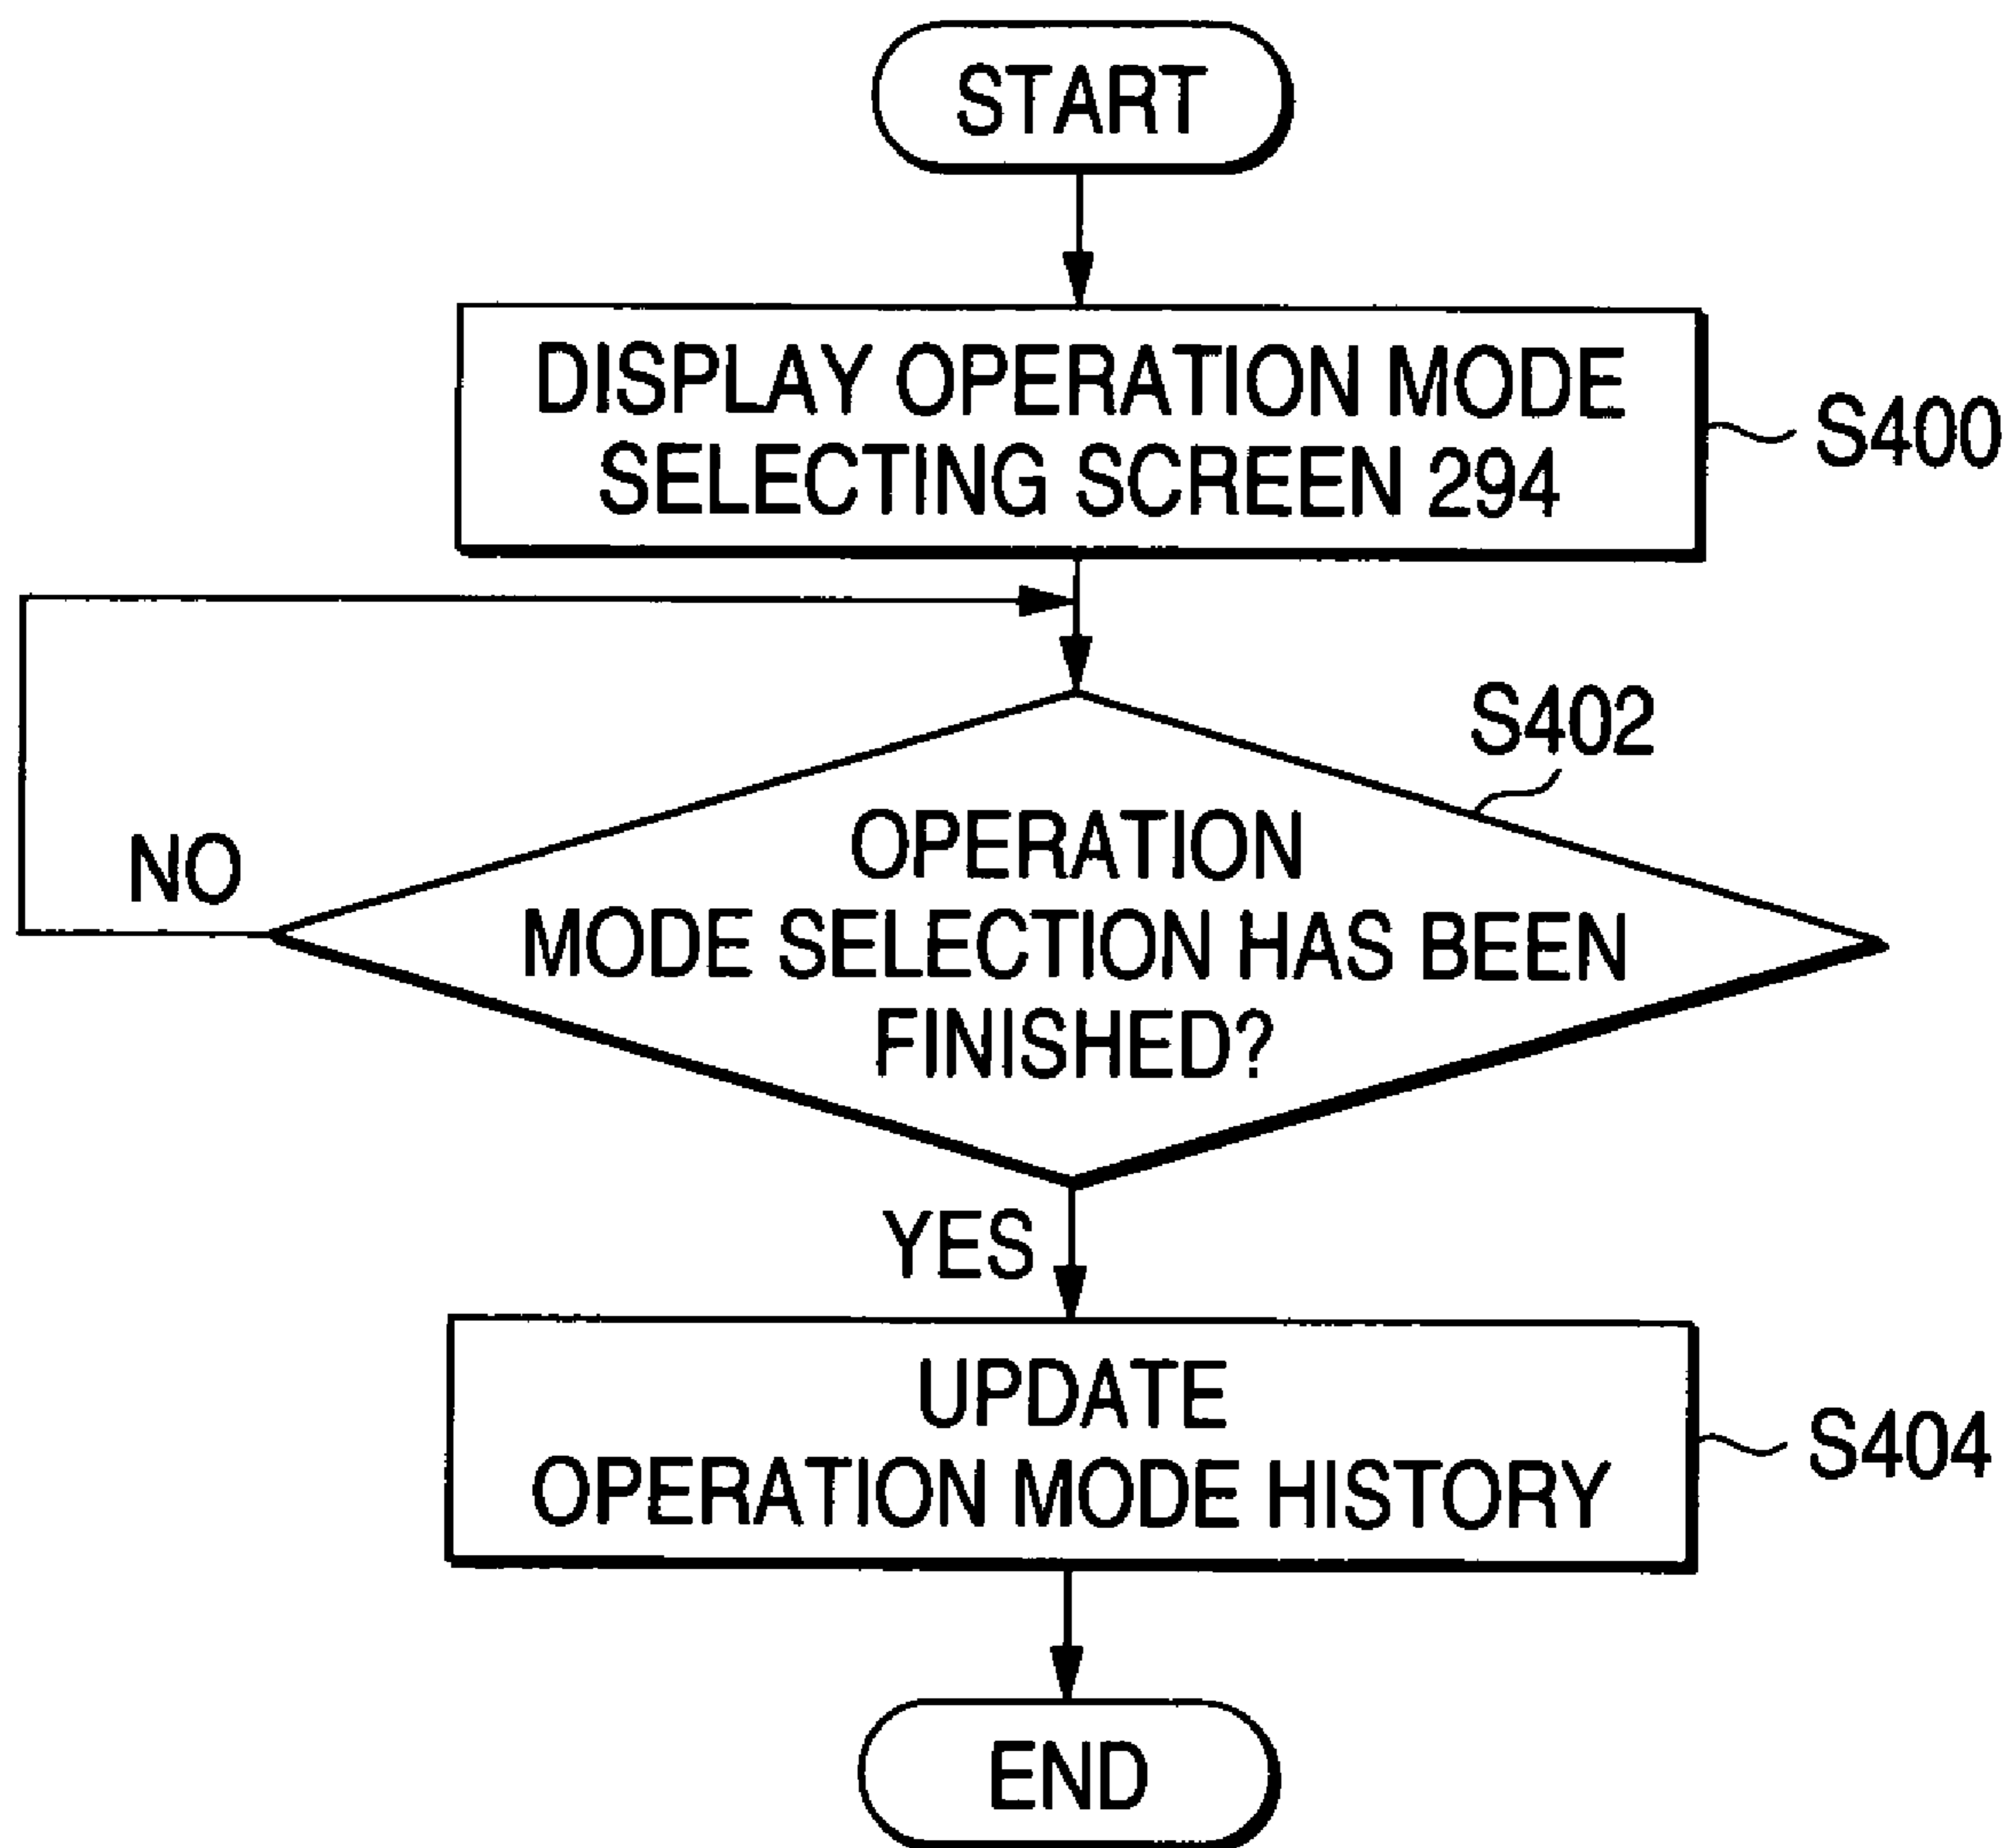 START
DISPLAY OPERATION MODE
SELECTING SCREEN 294
S400
S402
OPERATION
MODE SELECTION HAS BEEN
FINISHED?
NO
YES
UPDATE
OPERATION MODE HISTORY
S404
END